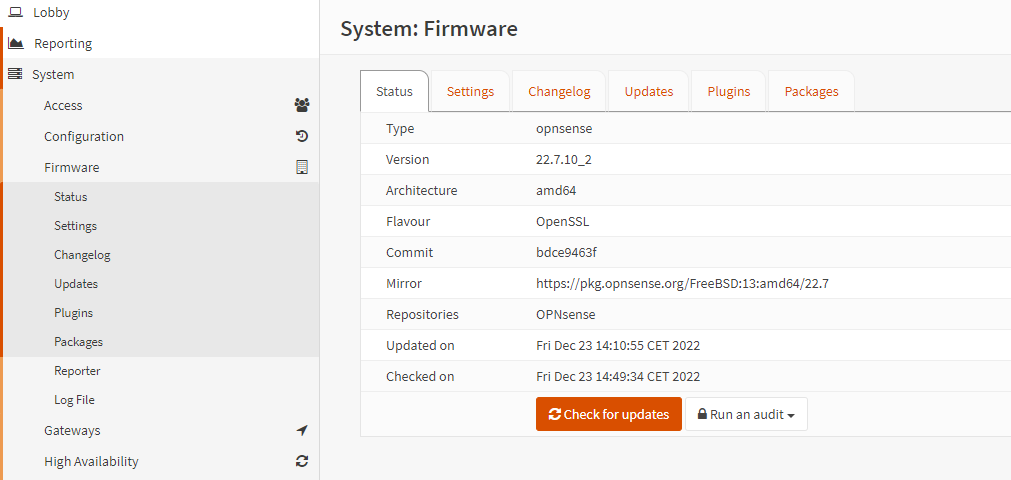 Lobby
Reporting
System
Access
Configuration
Firmware
Status
Settings
Changelog
Updates
Plugins
Packages
Reporter
Log File
Gateways
High Availability
System: Firmware
Status Settings Changelog Updates Plugins Packages
Type opnsense
Version 22.7.10_2
Architecture amd64
Flavour OpenSSL
Commit bdce9463f
Mirror https://pkg.opnsense.org/FreeBSD:13:amd64/22.7
Repositories OPNsense
Updated on Fri Dec 23 14:10:55 CET 2022
Checked on Fri Dec 23 14:49:34 CET 2022
Check for updates Run an audit